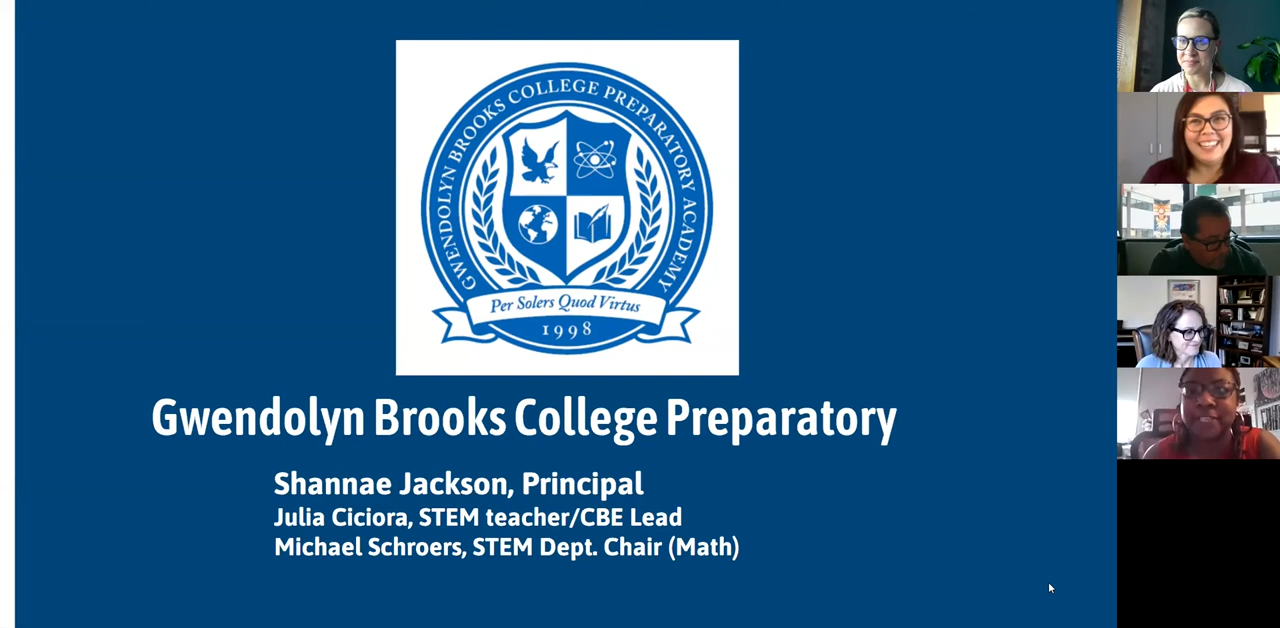 GWENDOLYN BROOKS COLLEGE PREPARATORY ACADEMY
Per Solers Quod Virtus
1998
Gwendolyn Brooks College Preparatory
Shannae Jackson, Principal
Julia Ciciora, STEM teacher/CBE Lead
Michael Schroers, STEM Dept. Chair (Math)